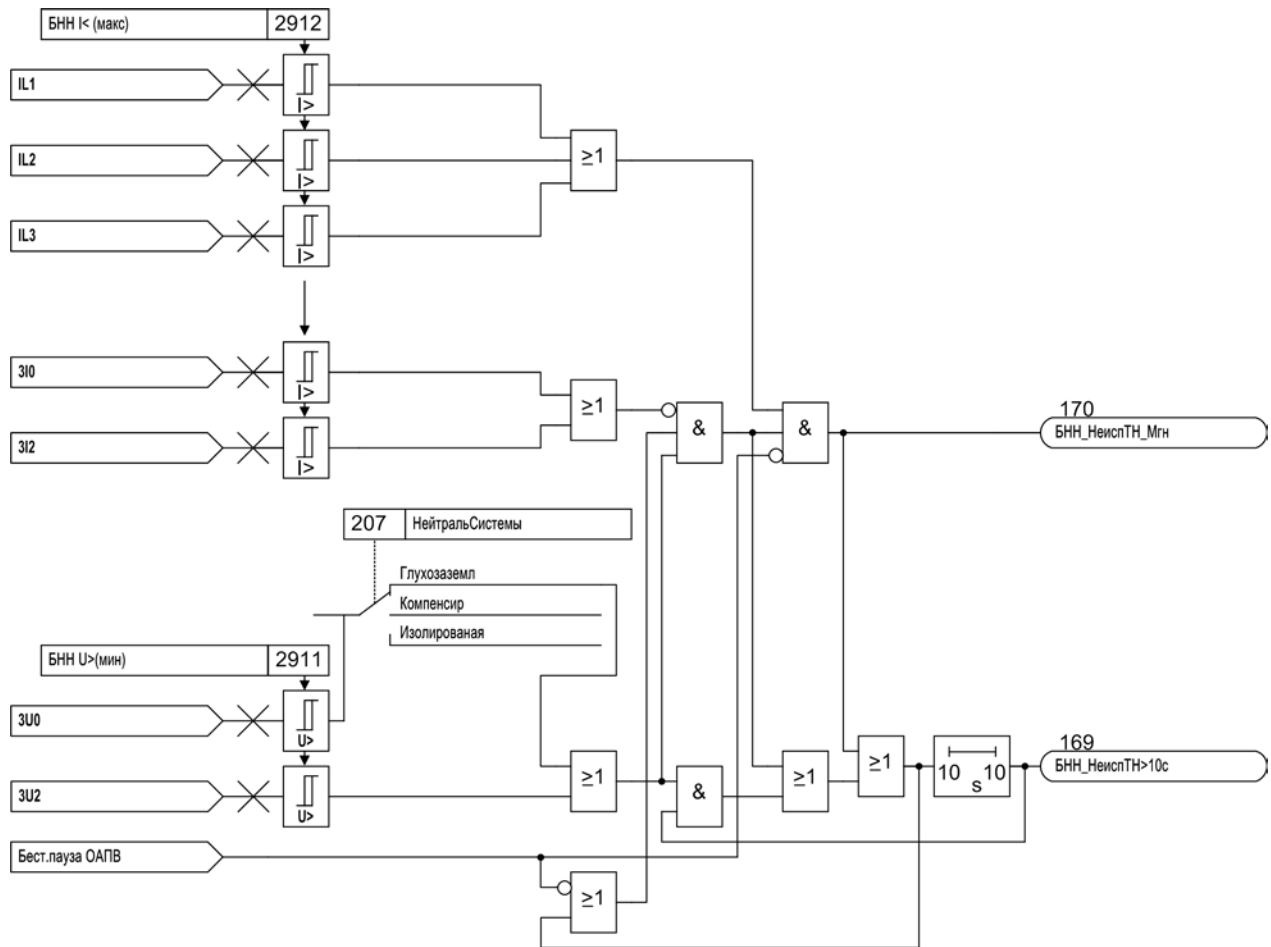 БНН I< (макс) 2912
IL1
I>
IL2
I>
≥1
IL3
I>
3I0
I>
≥1
&
&
170
БНН_НеиспТН_Мгн
3I2
I>
207 НейтральСистемы
Глухозаземл
Компенсир
Изолированая
БНН U>(мин) 2911
3U0
U>
3U2
U>
≥1
&
≥1
≥1
10 10
s
169
БНН_НеиспТН>10с
Бест.пауза ОАПВ
≥1